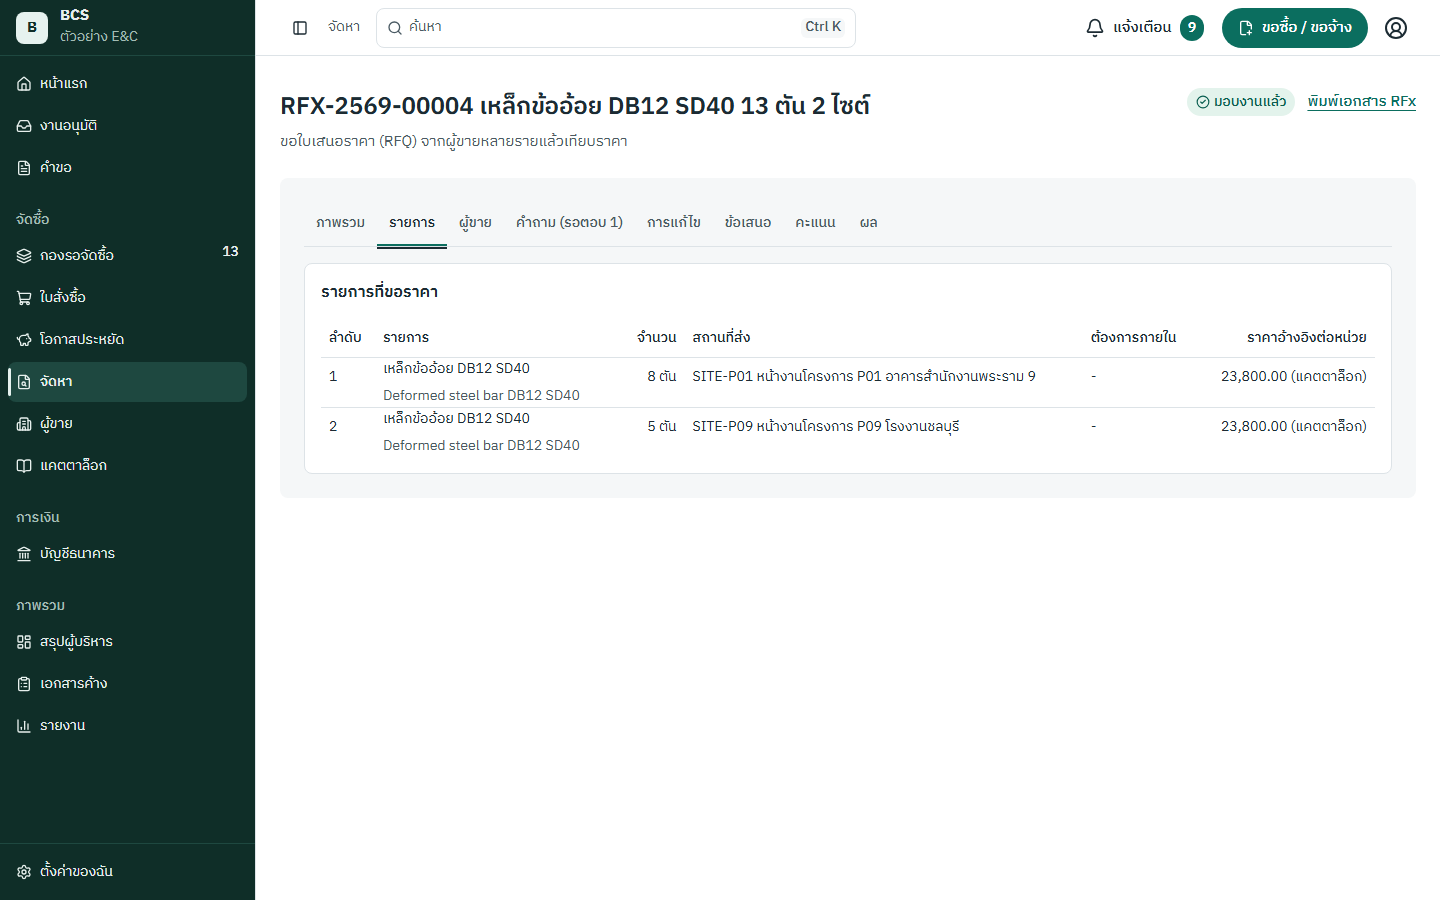 B
BCS
ตัวอย่าง E&C
หน้าแรก
งานอนุมัติ
คำขอ
จัดซื้อ
กองรอจัดซื้อ 13
ใบสั่งซื้อ
โอกาสประหยัด
จัดหา
ผู้ขาย
แคตตาล็อก
การเงิน
บัญชีธนาคาร
ภาพรวม
สรุปผู้บริหาร
เอกสารค้าง
รายงาน
ตั้งค่าของฉัน
จัดหา ค้นหา Ctrl K แจ้งเตือน 9 ขอซื้อ / ขอจ้าง
RFX-2569-00004 เหล็กข้ออ้อย DB12 SD40 13 ตัน 2 ไซต์
มอบงานแล้ว พิมพ์เอกสาร RFx
ขอใบเสนอราคา (RFQ) จากผู้ขายหลายรายแล้วเทียบราคา
ภาพรวม รายการ ผู้ขาย คำถาม (รอตอบ 1) การแก้ไข ข้อเสนอ คะแนน ผล
รายการที่ขอราคา
ลำดับ รายการ จำนวน สถานที่ส่ง ต้องการภายใน ราคาอ้างอิงต่อหน่วย
1 เหล็กข้ออ้อย DB12 SD40 8 ตัน SITE-P01 หน้างานโครงการ P01 อาคารสำนักงานพระราม 9 - 23,800.00 (แคตตาล็อก)
Deformed steel bar DB12 SD40
2 เหล็กข้ออ้อย DB12 SD40 5 ตัน SITE-P09 หน้างานโครงการ P09 โรงงานชลบุรี - 23,800.00 (แคตตาล็อก)
Deformed steel bar DB12 SD40